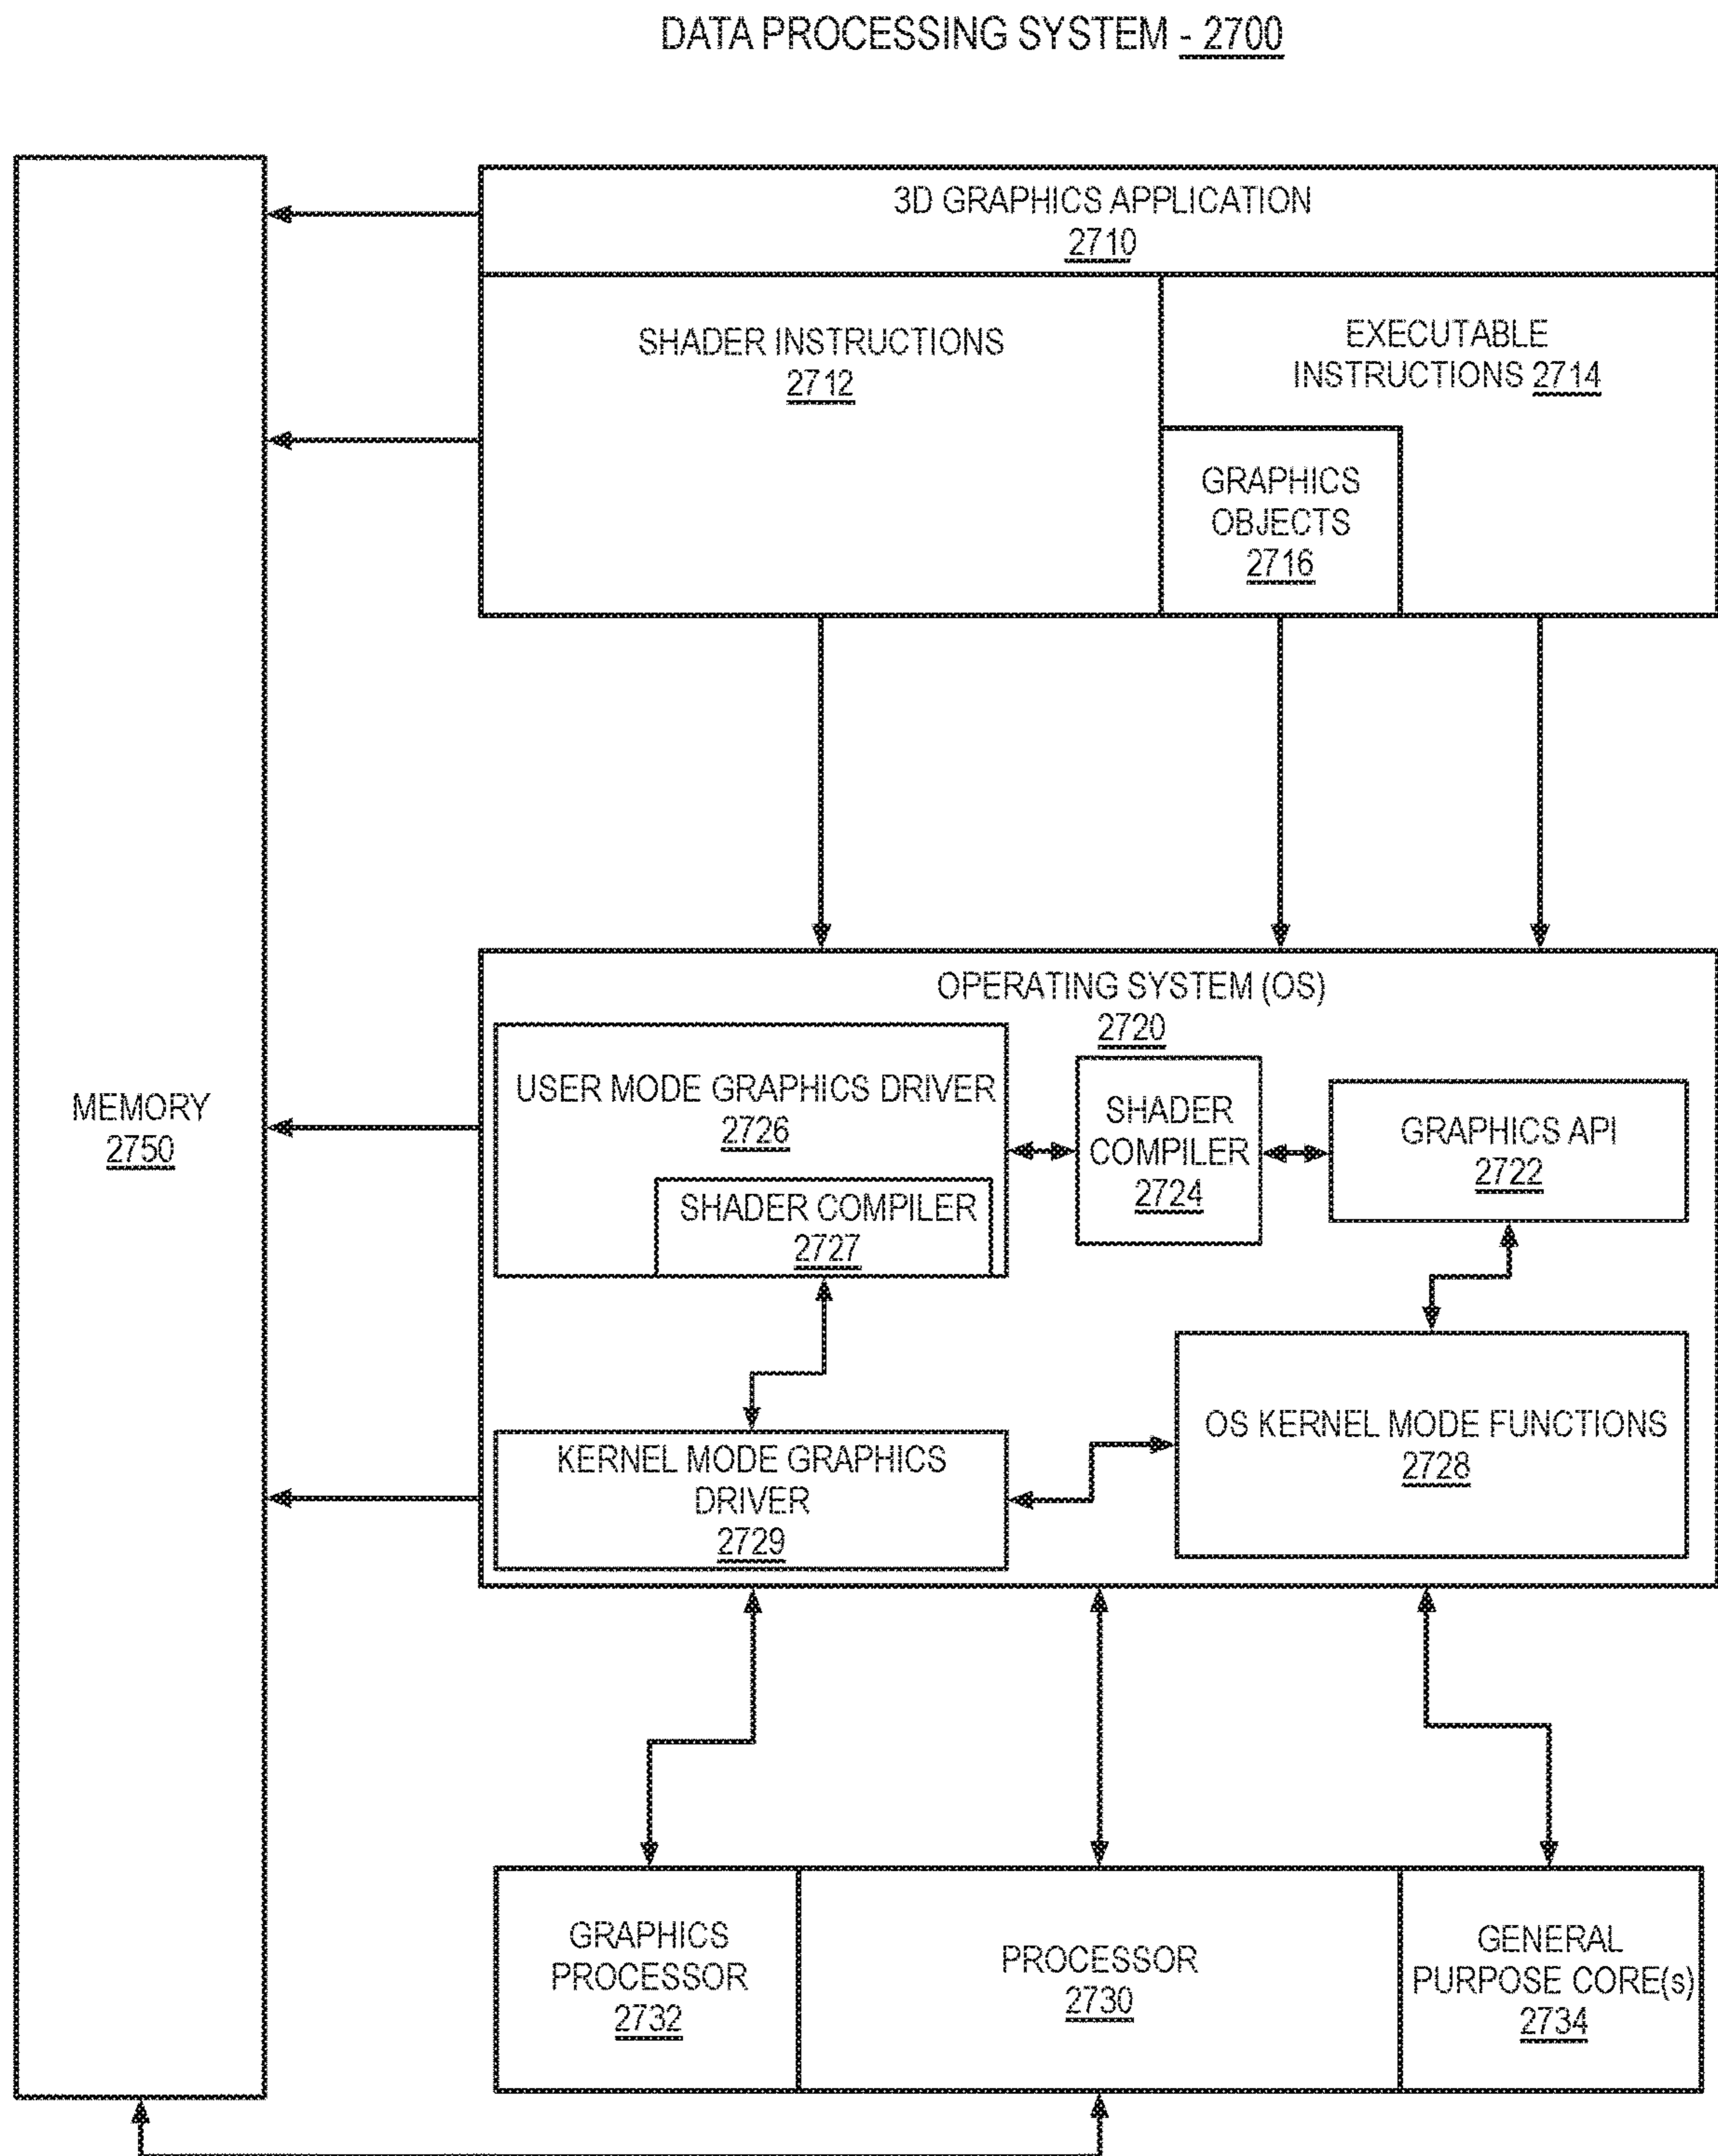 DATA PROCESSING SYSTEM - 2700
3D GRAPHICS APPLICATION
2710
SHADER INSTRUCTIONS
2712
EXECUTABLE
INSTRUCTIONS 2714
GRAPHICS
OBJECTS
2716
OPERATING SYSTEM (OS)
2720
USER MODE GRAPHICS DRIVER
2726
SHADER COMPILER
2727
SHADER
COMPILER
2724
GRAPHICS API
2722
MEMORY
2750
KERNEL MODE GRAPHICS
DRIVER
2729
OS KERNEL MODE FUNCTIONS
2728
GRAPHICS
PROCESSOR
2732
PROCESSOR
2730
GENERAL
PURPOSE CORE(s)
2734